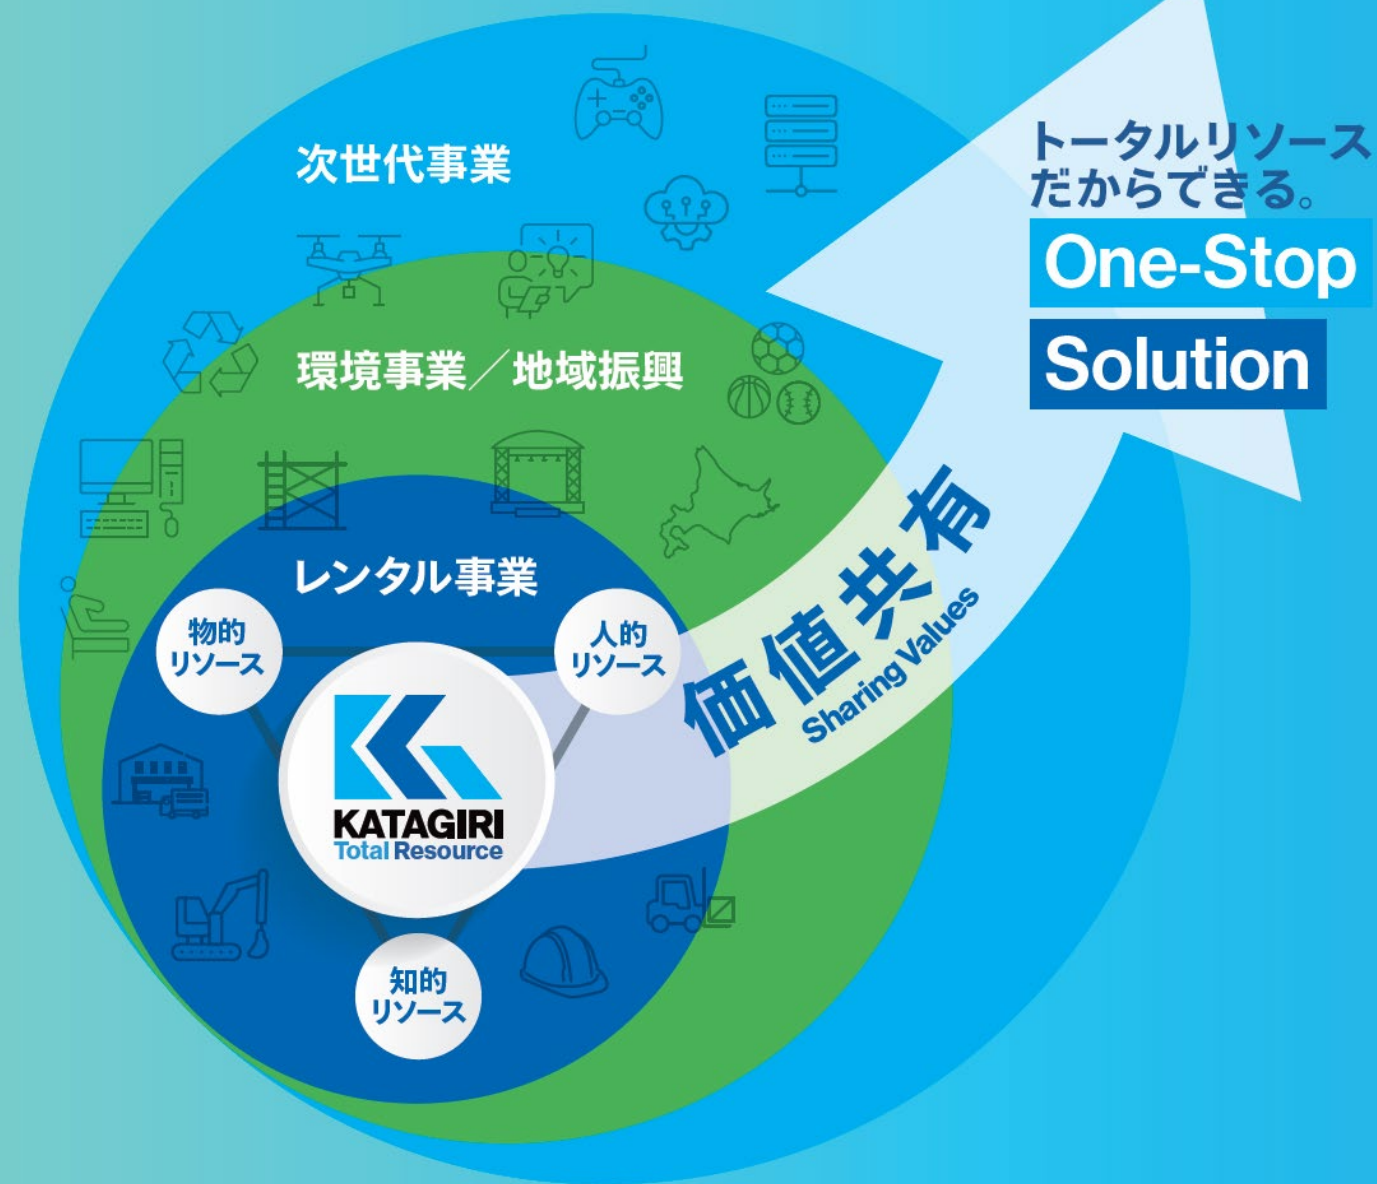 次世代事業
トータルリソース
だからできる。
One-Stop
Solution
環境事業／地域振興
価値共有
Sharing Values
レンタル事業
物的
リソース
人的
リソース
KATAGIRI
Total Resource
知的
リソース